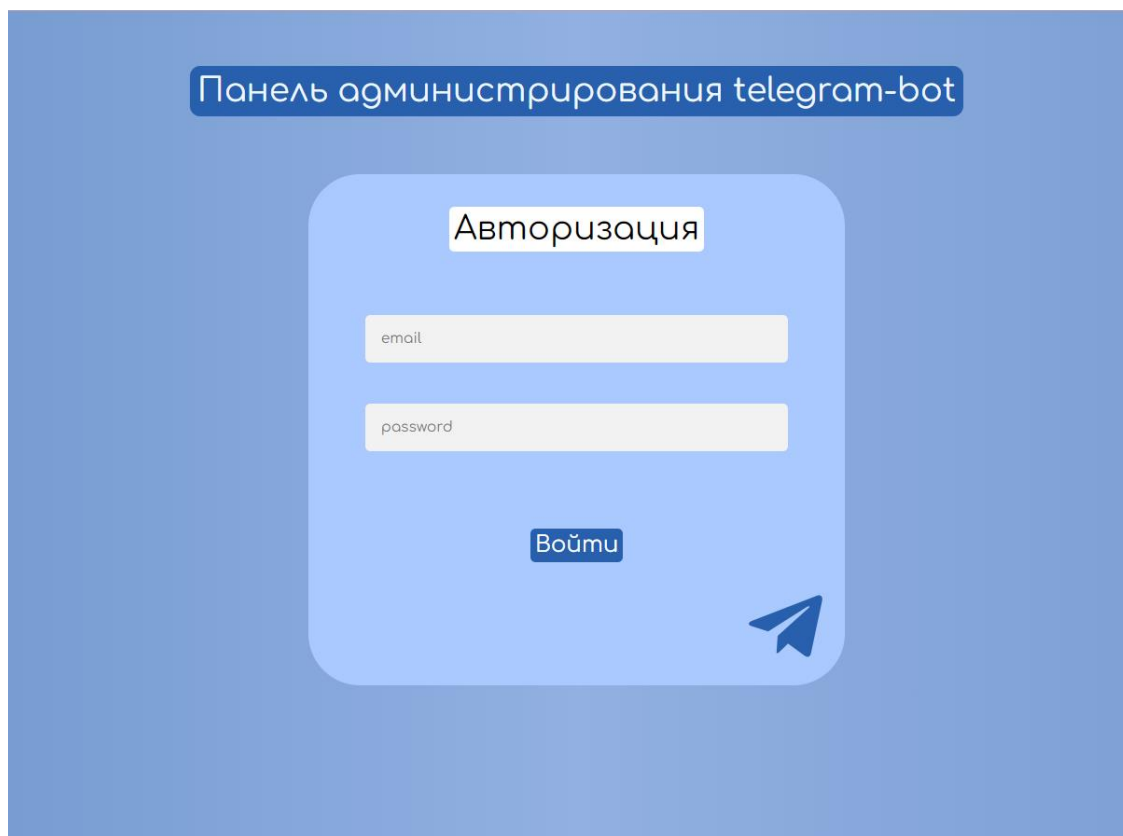 Панель администрирования telegram-bot
Авторизация
email
password
Войти